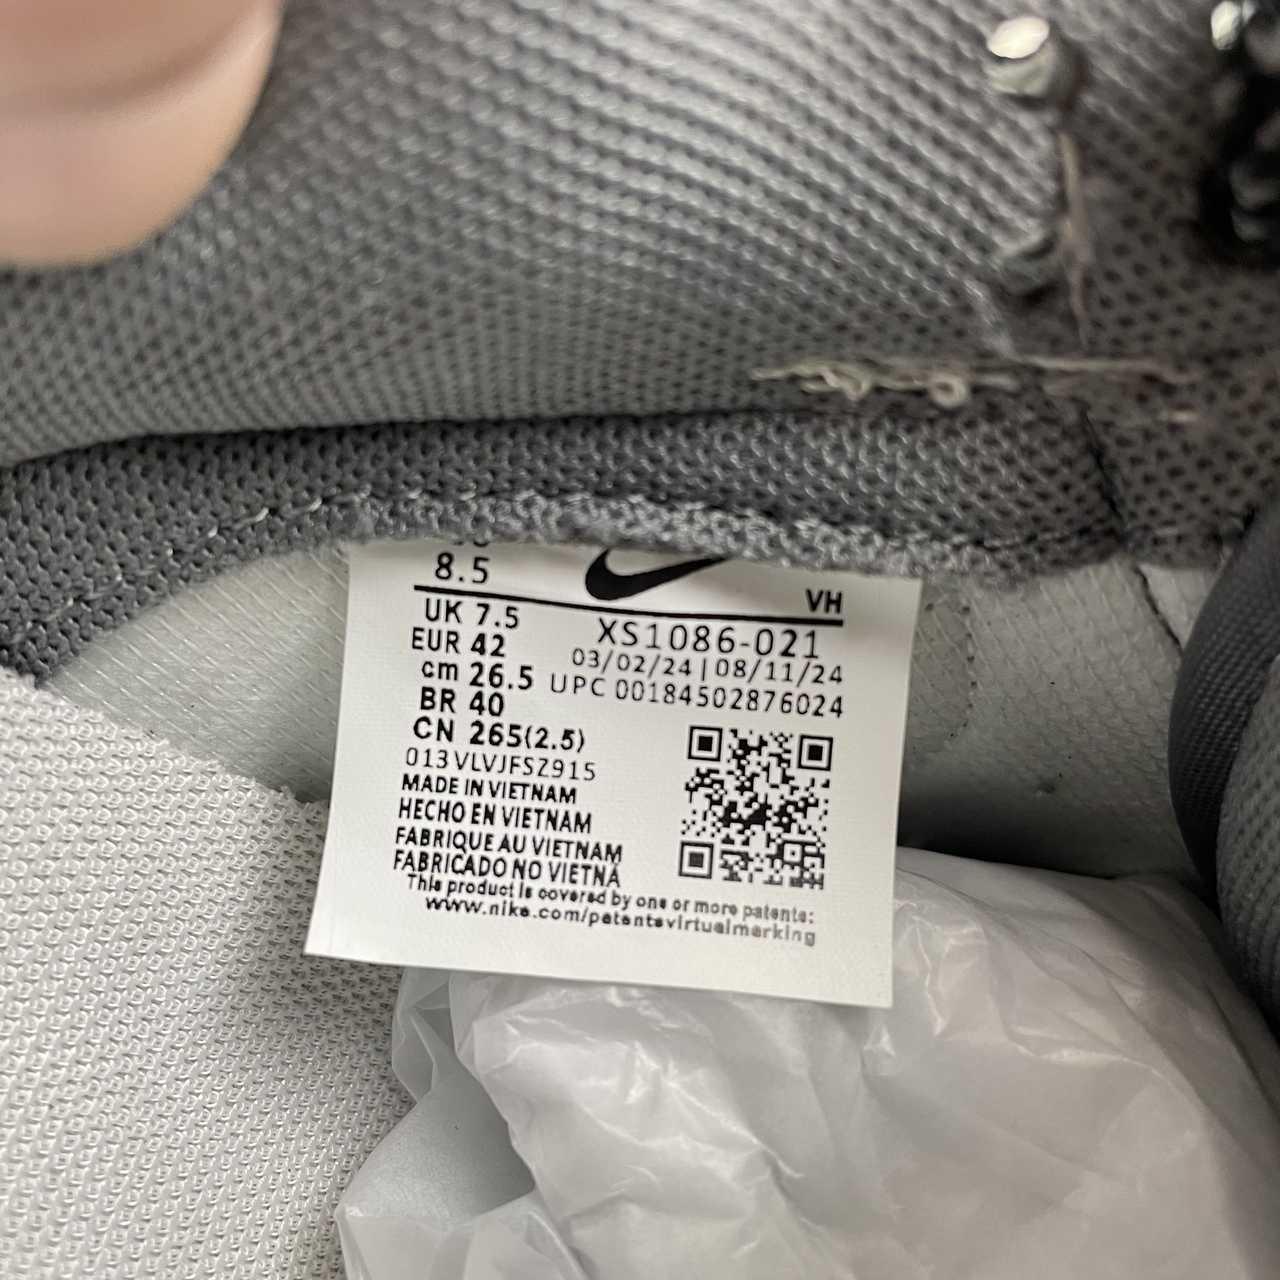 8.5
VH
UK 7.5
XS1086-021
EUR 42
03/02/24 | 08/11/24
cm 26.5
UPC 00184502876024
BR 40
CN 265(2.5)
013VLVJFSZ915
MADE IN VIETNAM
HECHO EN VIETNAM
FABRIQUE AU VIETNAM
FABRICADO NO VIETNÃ
This product is covered by one or more patents:
www.nike.com/patentsvirtualmarking